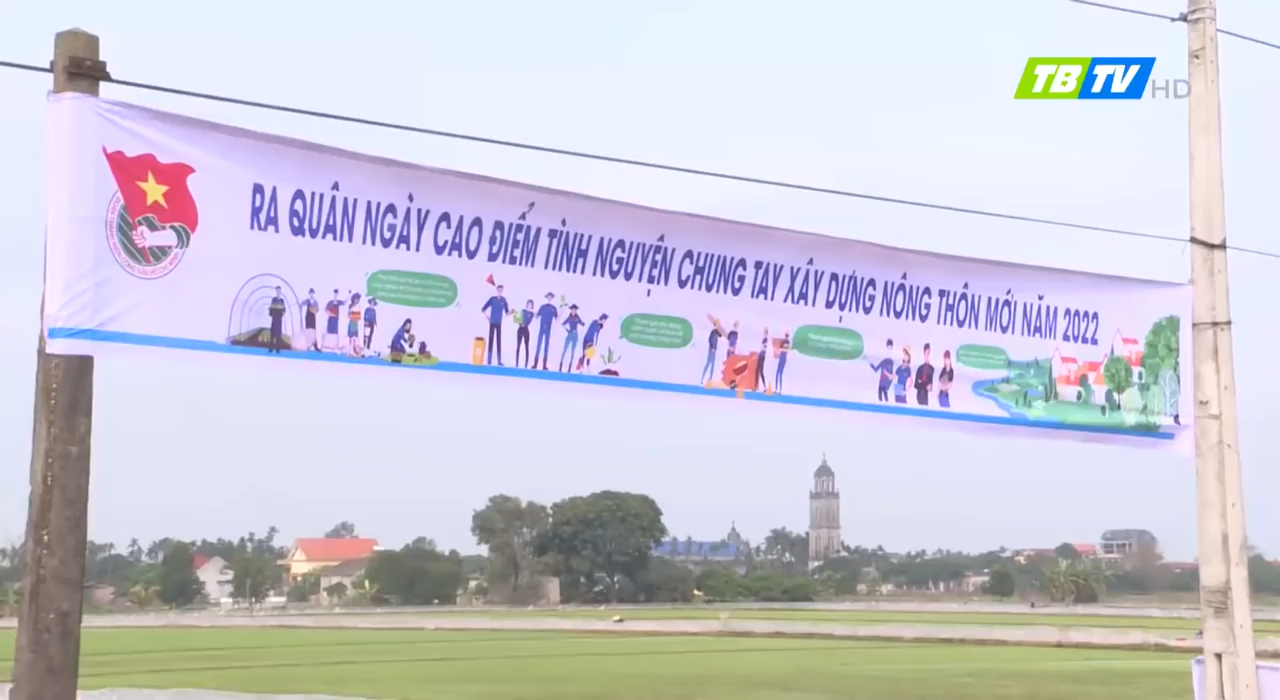 TBTV HD
RA QUÂN NGÀY CAO ĐIỂM TÌNH NGUYỆN CHUNG TAY XÂY DỰNG NÔNG THÔN MỚI NĂM 2022